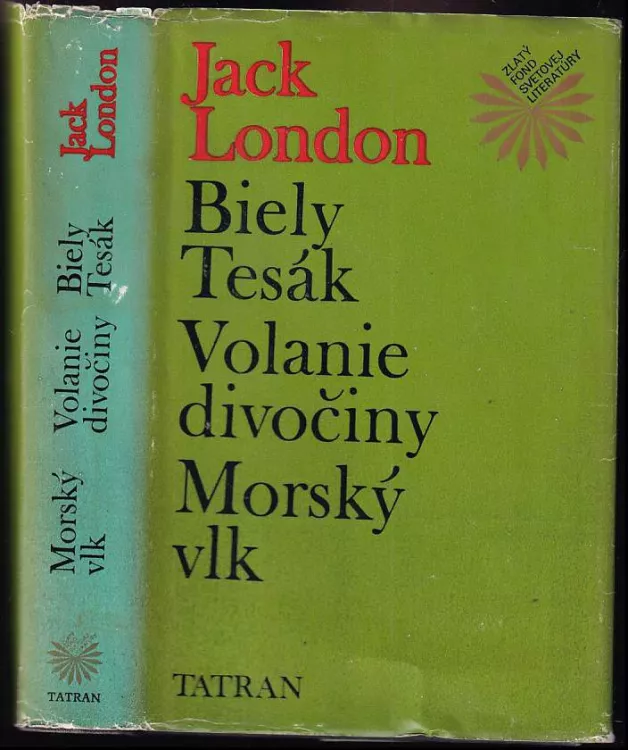 Jack
London
Biely
Tesák
Volanie
divočiny
Morský
vlk
TATRAN
Jack
London
Biely
Tesák
Volanie
divočiny
Morský
vlk
TATRAN
ZLATÝ
FOND
SVETOVEJ
LITERATÚRY